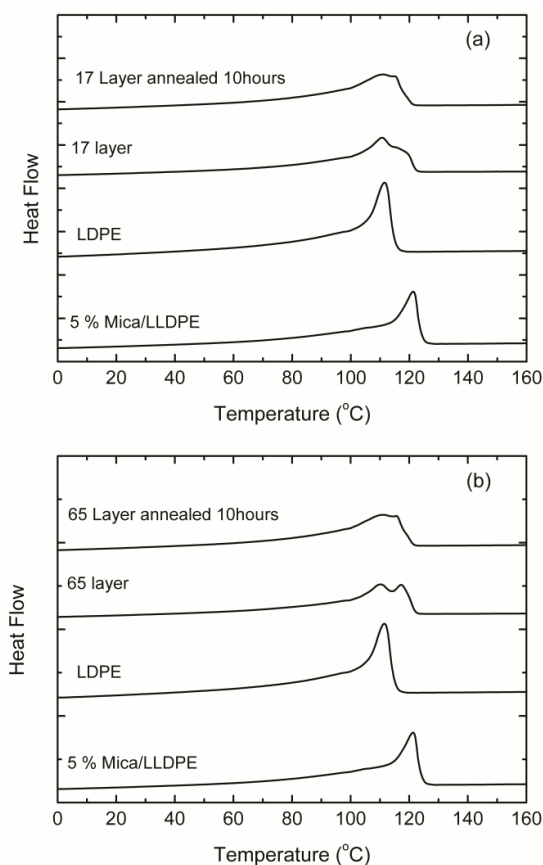 (a)
17 Layer annealed 10hours
17 layer
LDPE
5 % Mica/LLDPE
Heat Flow
0 20 40 60 80 100 120 140 160
Temperature (°C)
(b)
65 Layer annealed 10hours
65 layer
LDPE
5 % Mica/LLDPE
Heat Flow
0 20 40 60 80 100 120 140 160
Temperature (°C)